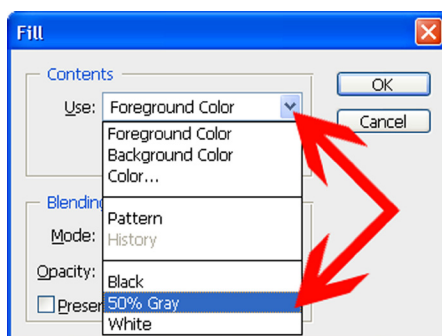 Fill
Contents
Use: Foreground Color
OK
Cancel
Foreground Color
Background Color
Color...
Pattern
History
Black
50% Gray
White
Blending
Mode:
Opacity: